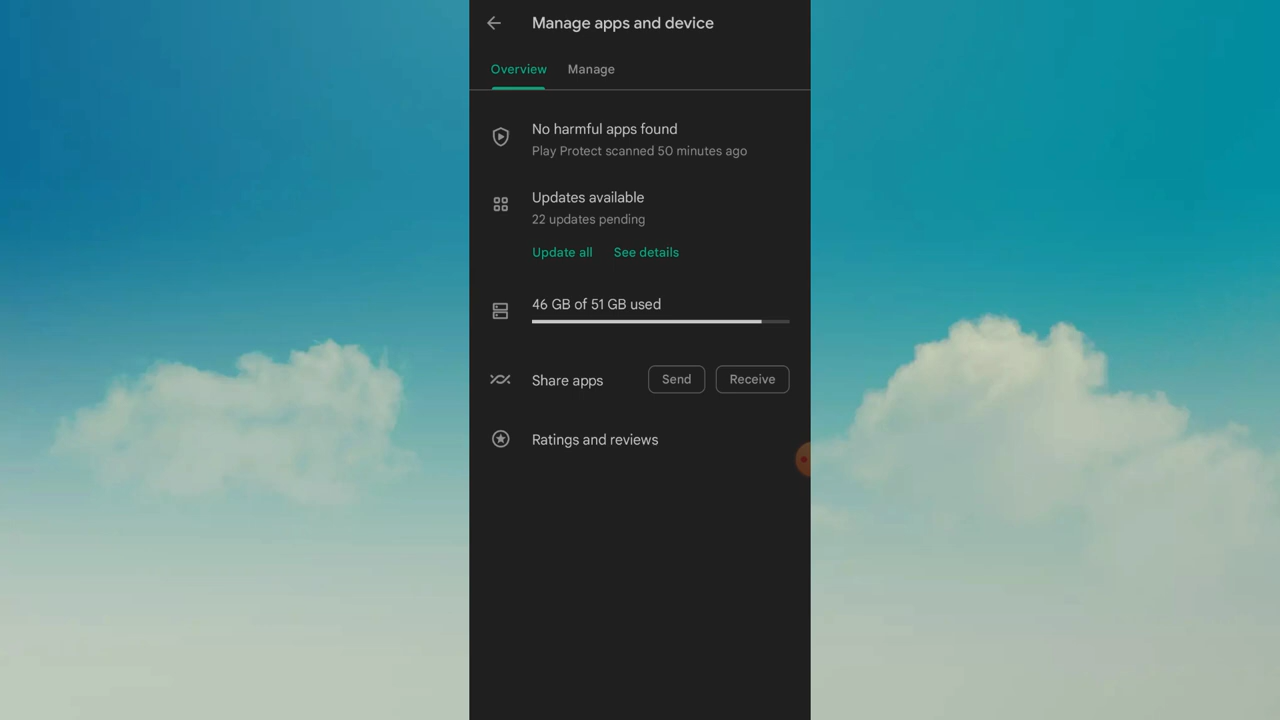 Manage apps and device
Overview Manage
No harmful apps found
Play Protect scanned 50 minutes ago
Updates available
22 updates pending
Update all See details
46 GB of 51 GB used
Share apps Send Receive
Ratings and reviews